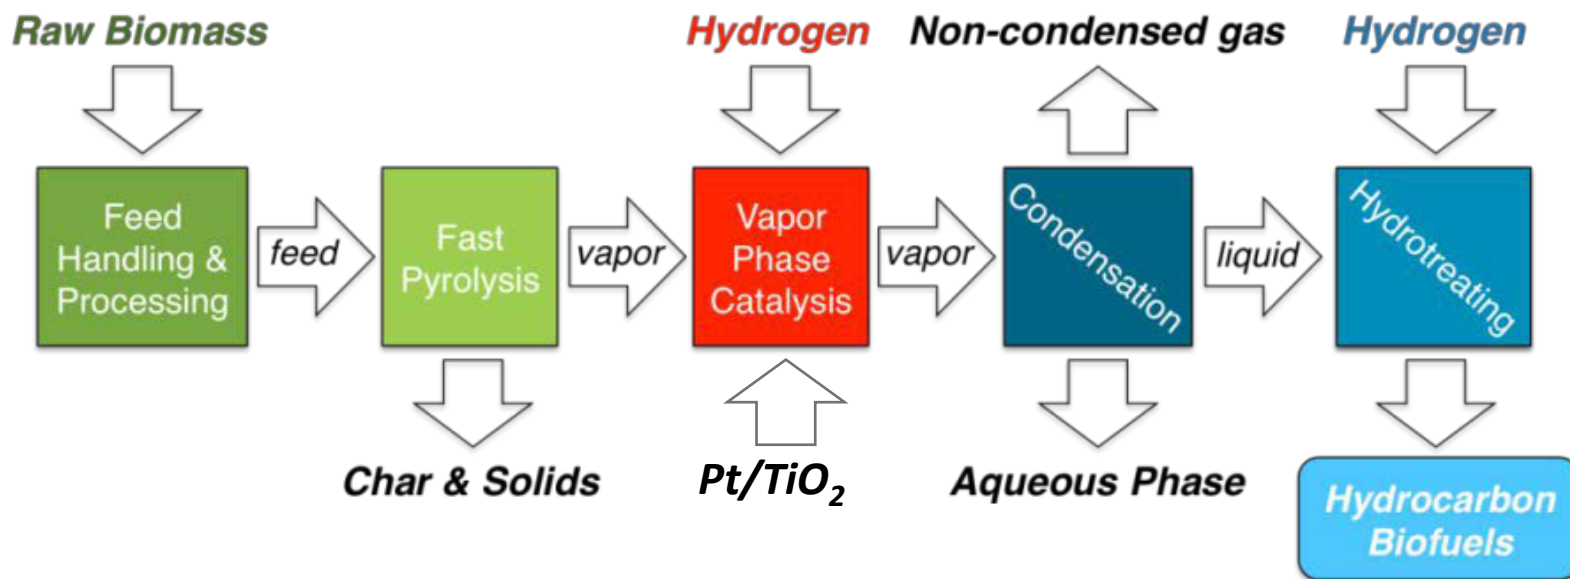 Raw Biomass
Hydrogen
Non-condensed gas
Hydrogen
Feed
Handling &
Processing
feed
Fast
Pyrolysis
vapor
Vapor
Phase
Catalysis
vapor
Condensation
liquid
Hydrotreating
Char & Solids
Pt/TiO₂
Aqueous Phase
Hydrocarbon
Biofuels